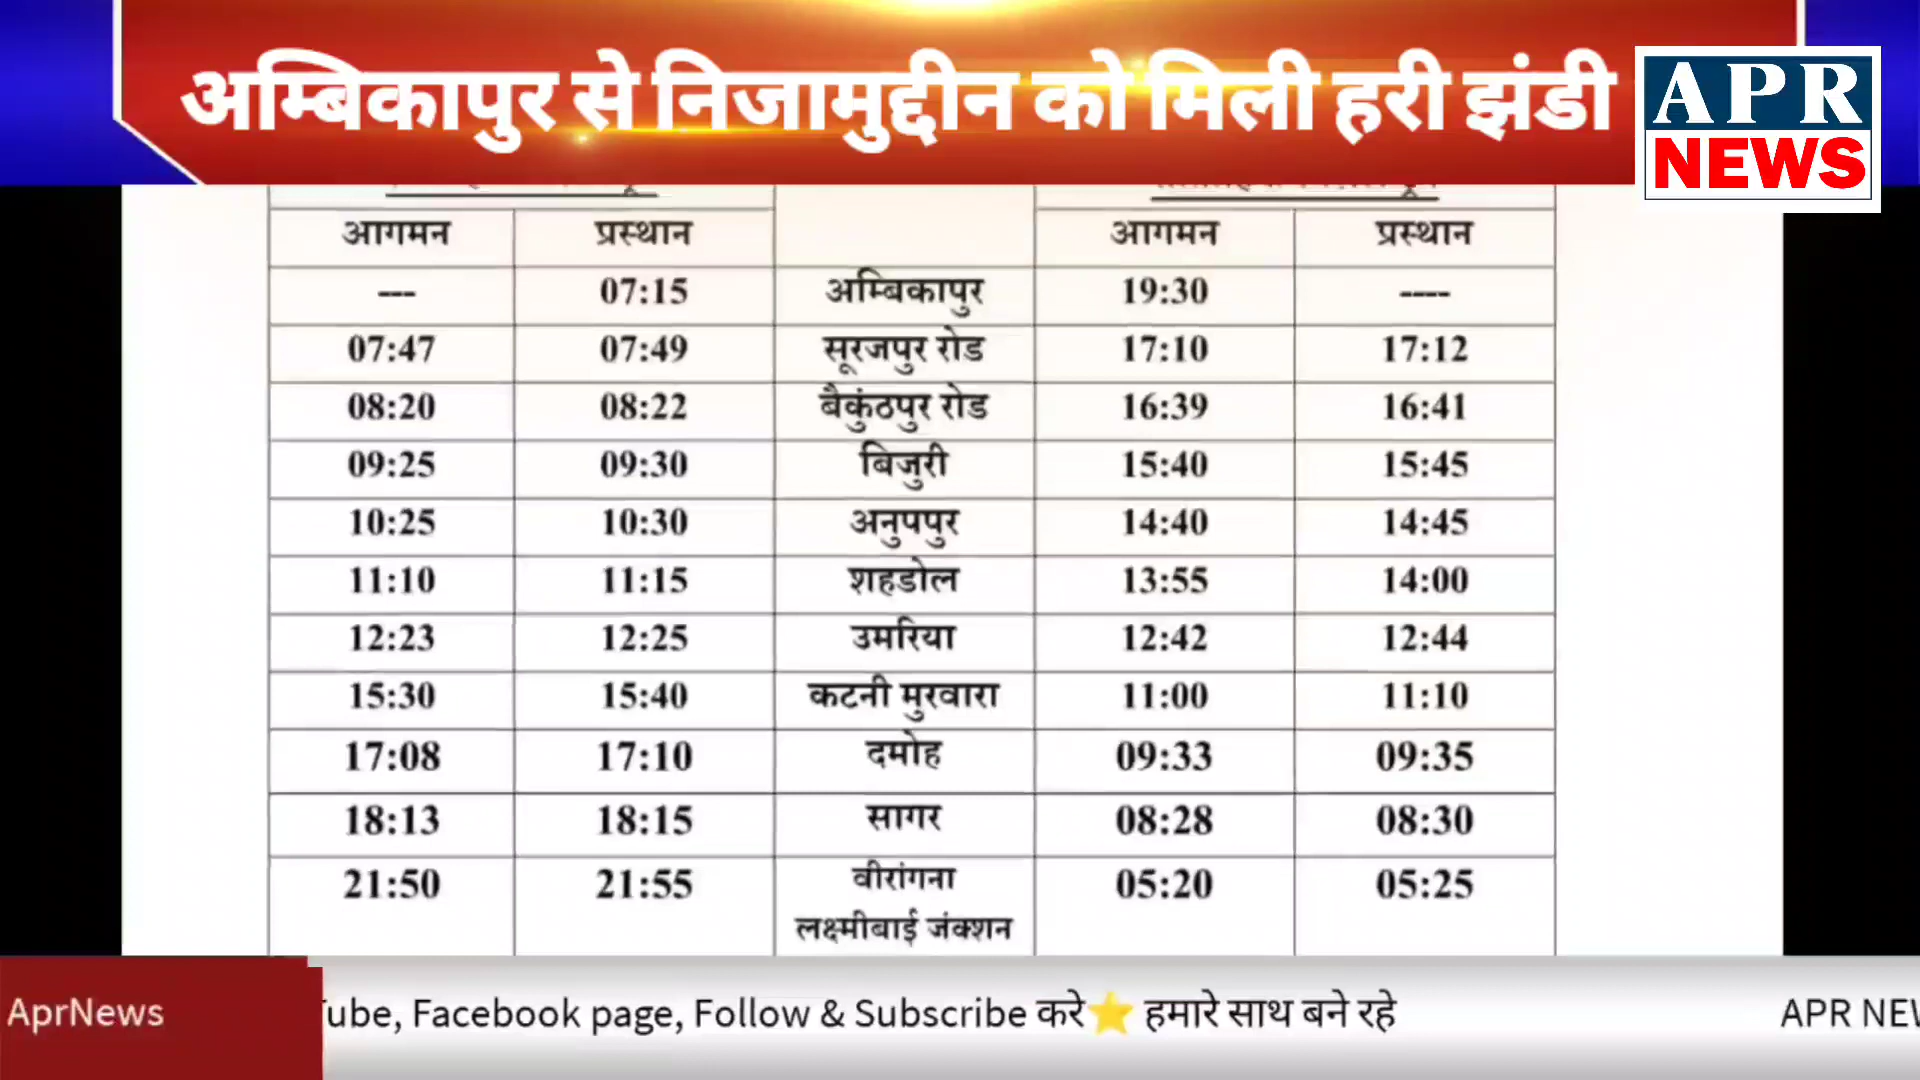 अम्बिकापुर से निजामुद्दीन को मिली हरी झंडी
APR
NEWS
आगमन प्रस्थान आगमन प्रस्थान
--- 07:15 अम्बिकापुर 19:30 ----
07:47 07:49 सूरजपुर रोड 17:10 17:12
08:20 08:22 बैकुंठपुर रोड 16:39 16:41
09:25 09:30 बिजुरी 15:40 15:45
10:25 10:30 अनुपपुर 14:40 14:45
11:10 11:15 शहडोल 13:55 14:00
12:23 12:25 उमरिया 12:42 12:44
15:30 15:40 कटनी मुरवारा 11:00 11:10
17:08 17:10 दमोह 09:33 09:35
18:13 18:15 सागर 08:28 08:30
21:50 21:55 वीरांगना 05:20 05:25
लक्ष्मीबाई जंक्शन
AprNews
ube, Facebook page, Follow & Subscribe करे⭐ हमारे साथ बने रहे APR NEW